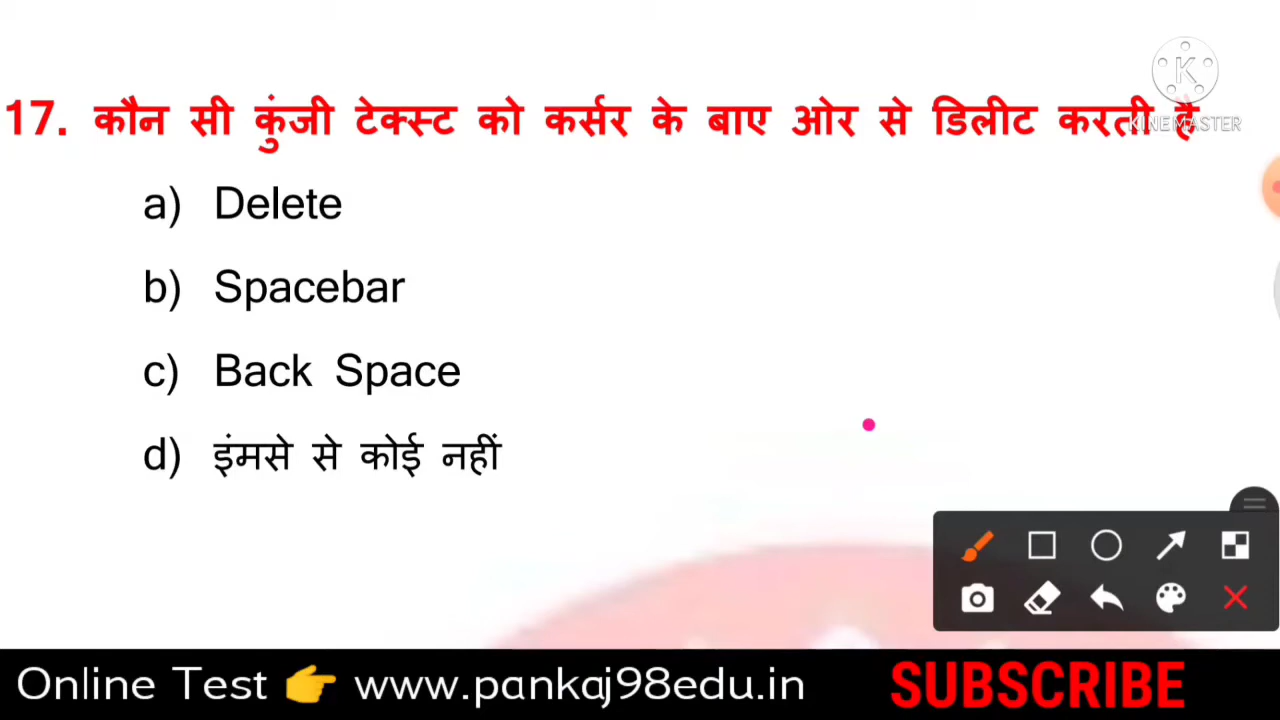 K
KINEMASTER
17. कौन सी कुंजी टेक्स्ट को कर्सर के बाए ओर से डिलीट करती है
a) Delete
b) Spacebar
c) Back Space
d) इंमसे से कोई नहीं
Online Test 👉 www.pankaj98edu.in SUBSCRIBE